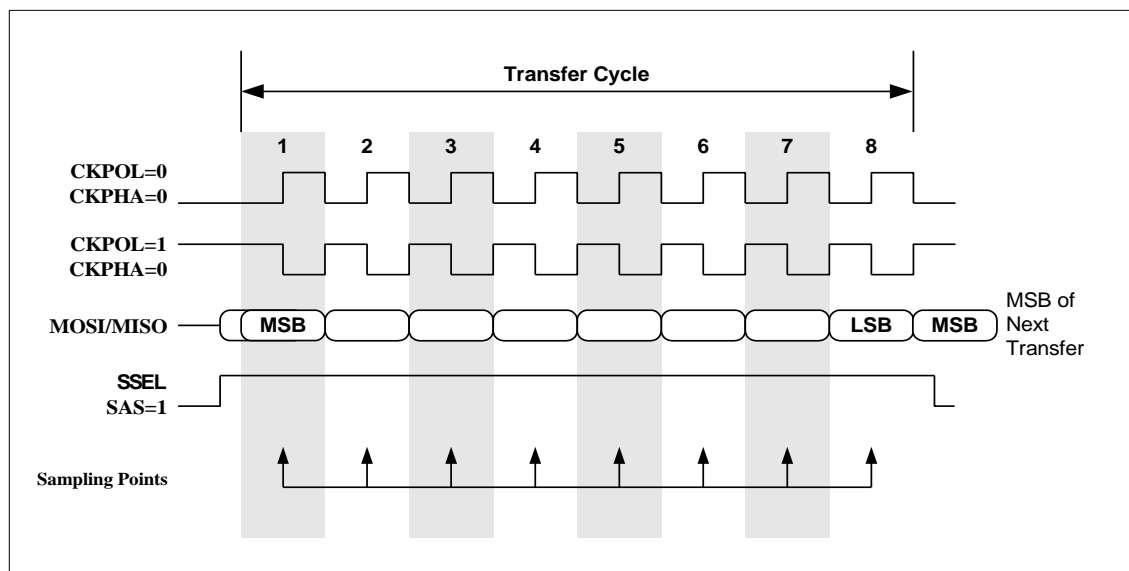 Transfer Cycle
1 2 3 4 5 6 7 8
CKPOL=0
CKPHA=0
CKPOL=1
CKPHA=0
MOSI/MISO
MSB
LSB
MSB
MSB of
Next
Transfer
SSEL
SAS=1
Sampling Points